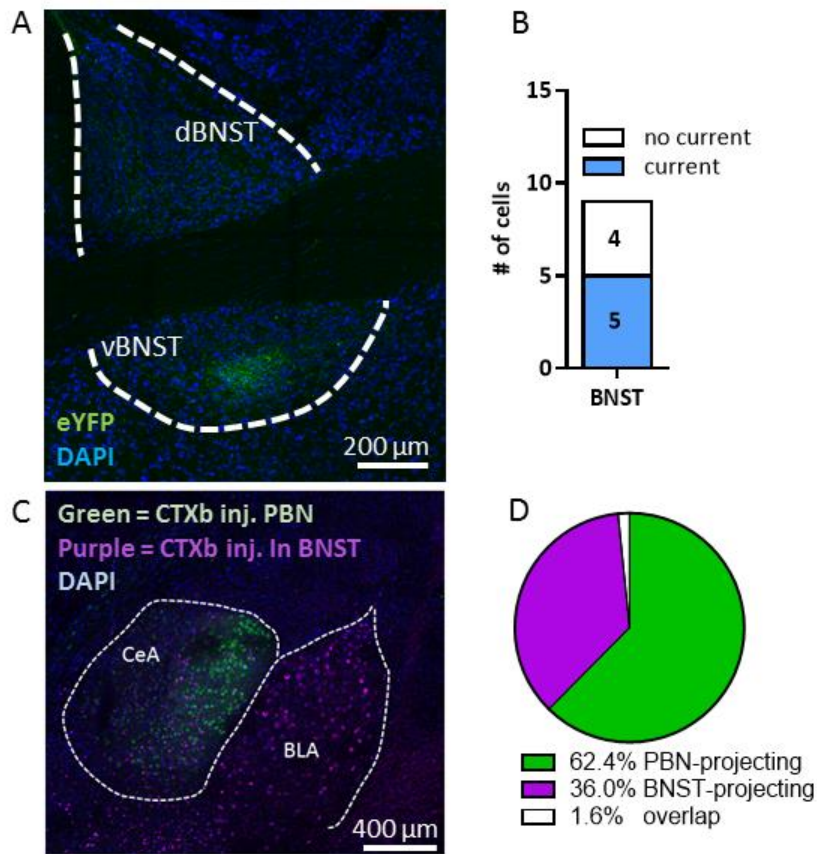 A
dBNST
vBNST
eYFP
DAPI
200 µm
B
15
10
5
0
# of cells
no current
current
4
5
BNST
C
Green = CTXb inj. PBN
Purple = CTXb inj. In BNST
DAPI
CeA
BLA
400 µm
D
62.4% PBN-projecting
36.0% BNST-projecting
1.6% overlap